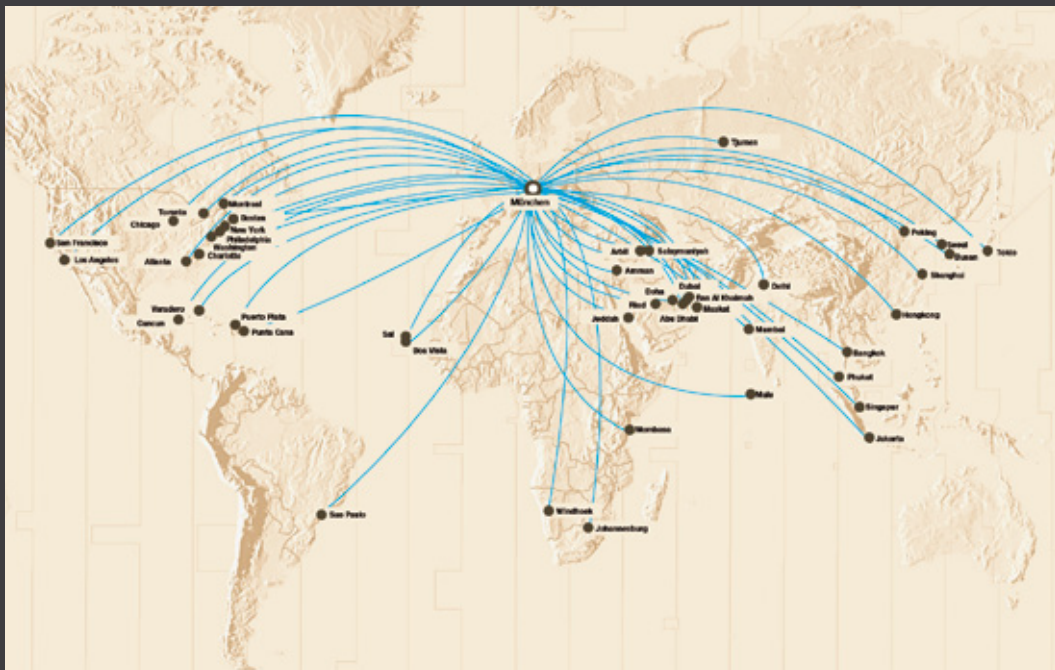 Tjumen
München
Montreal
Toronto
Boston
Chicago
New York
Philadelphia
Washington
Charlotte
Atlanta
San Francisco
Los Angeles
Peking
Seoul
Busan
Tokio
Shanghai
Hongkong
Arbil
Suleymaniyah
Amman
Delhi
Doha
Dubai
Ras Al Khaimah
Riad
Muskat
Jeddah
Abu Dhabi
Mumbai
Varadero
Cancun
Puerto Plata
Punta Cana
Sal
Boa Vista
Bangkok
Phuket
Male
Singapur
Mombasa
Jakarta
Sao Paulo
Windhoek
Johannesburg